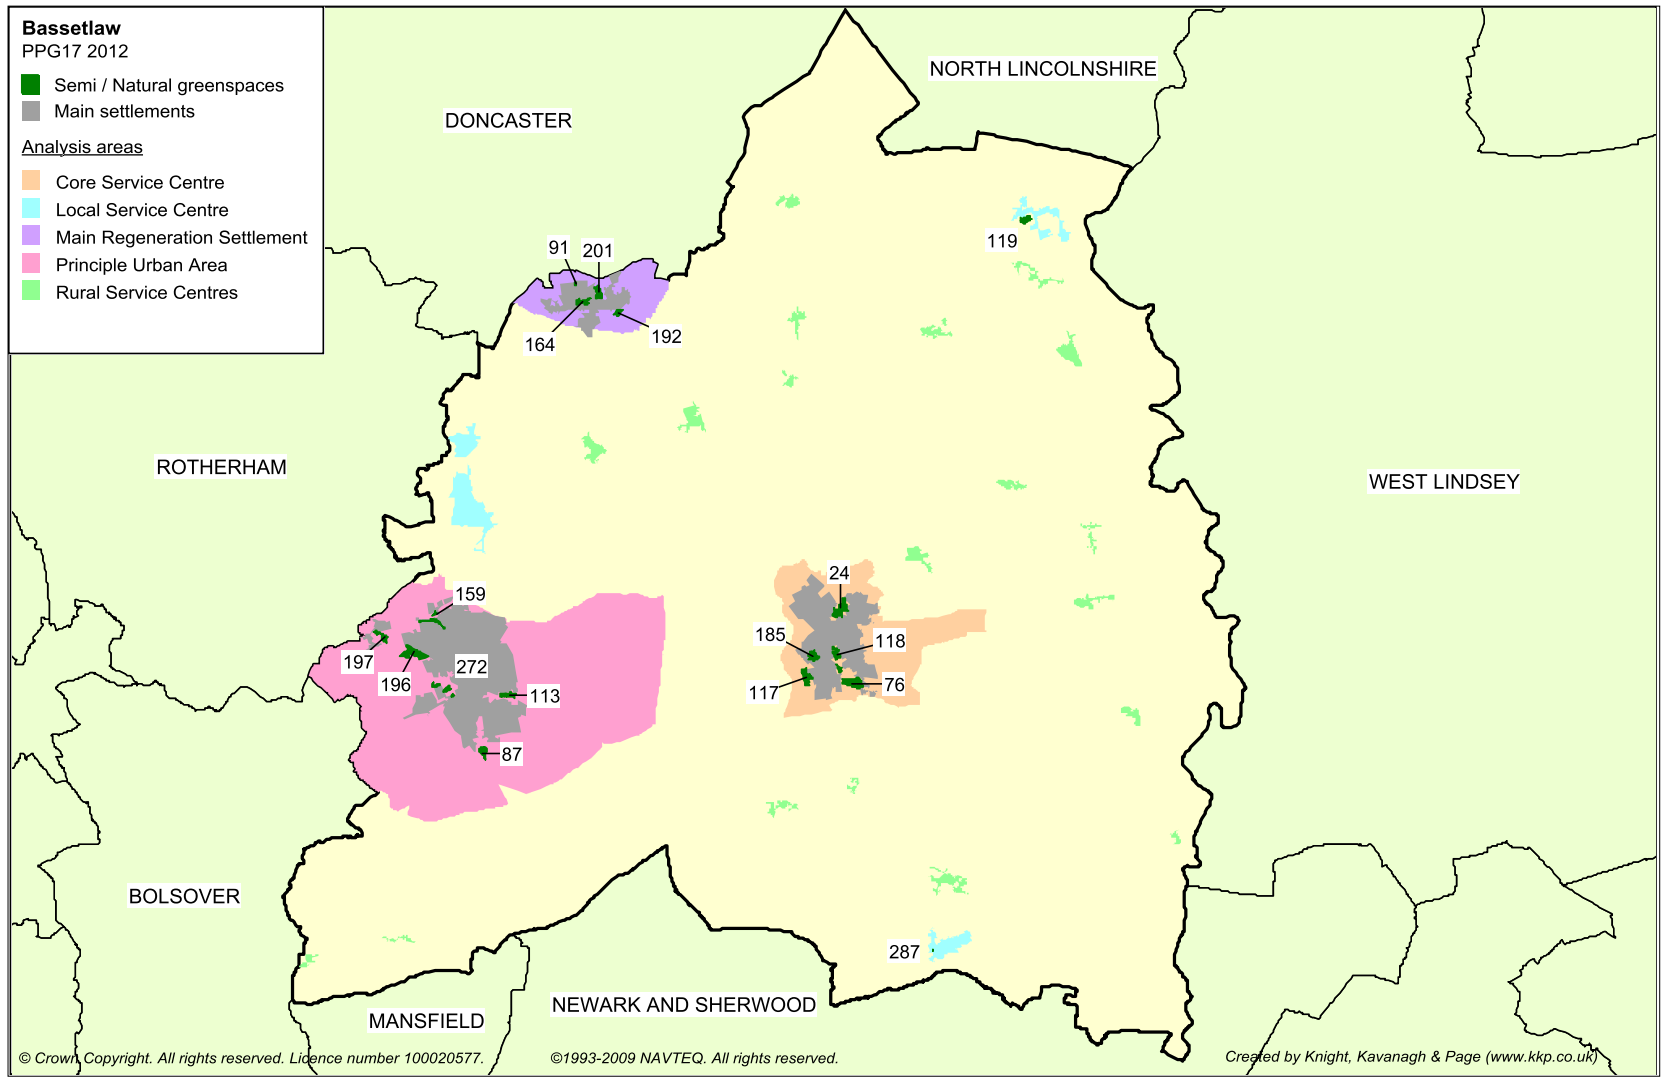 Bassetlaw
PPG17 2012
Semi / Natural greenspaces
Main settlements
Analysis areas
Core Service Centre
Local Service Centre
Main Regeneration Settlement
Principle Urban Area
Rural Service Centres
NORTH LINCOLNSHIRE
DONCASTER
119
91
201
164
192
ROTHERHAM
WEST LINDSEY
24
159
185
118
197
272
196
117
76
113
87
BOLSOVER
287
NEWARK AND SHERWOOD
MANSFIELD
© Crown Copyright. All rights reserved. Licence number 100020577.
©1993-2009 NAVTEQ. All rights reserved.
Created by Knight, Kavanagh & Page (www.kkp.co.uk)